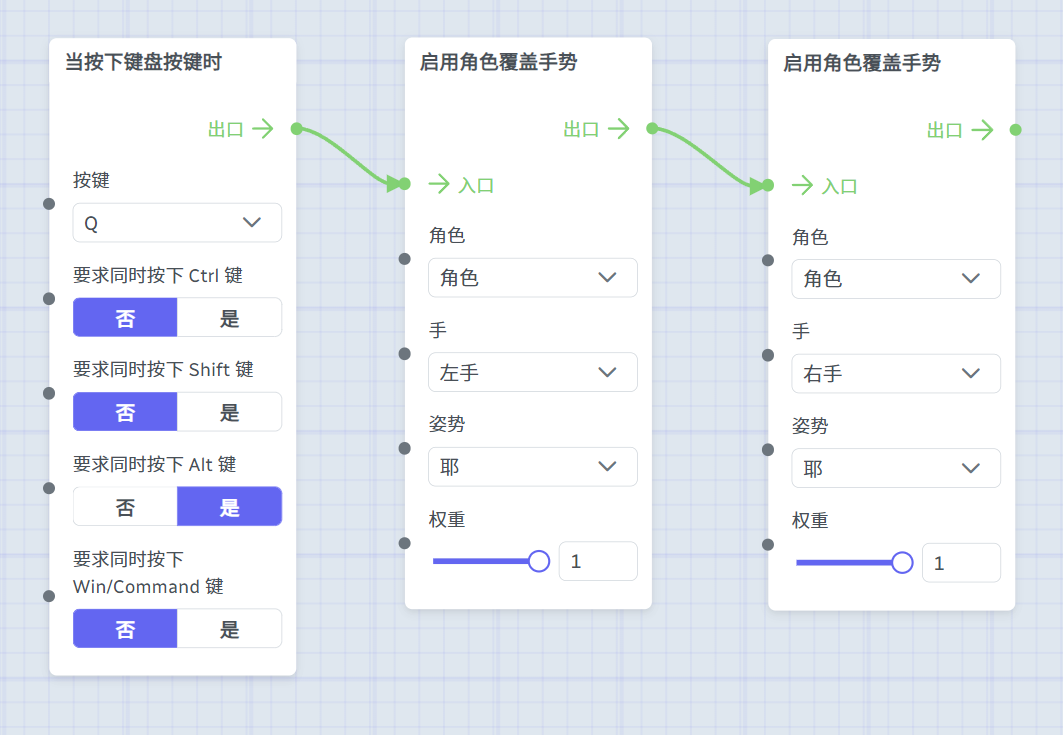 当按下键盘按键时
出口
按键
Q
要求同时按下 Ctrl 键
否 是
要求同时按下 Shift 键
否 是
要求同时按下 Alt 键
否 是
要求同时按下
Win/Command 键
否 是
启用角色覆盖手势
出口
入口
角色
角色
手
左手
姿势
耶
权重
1
启用角色覆盖手势
出口
入口
角色
角色
手
右手
姿势
耶
权重
1